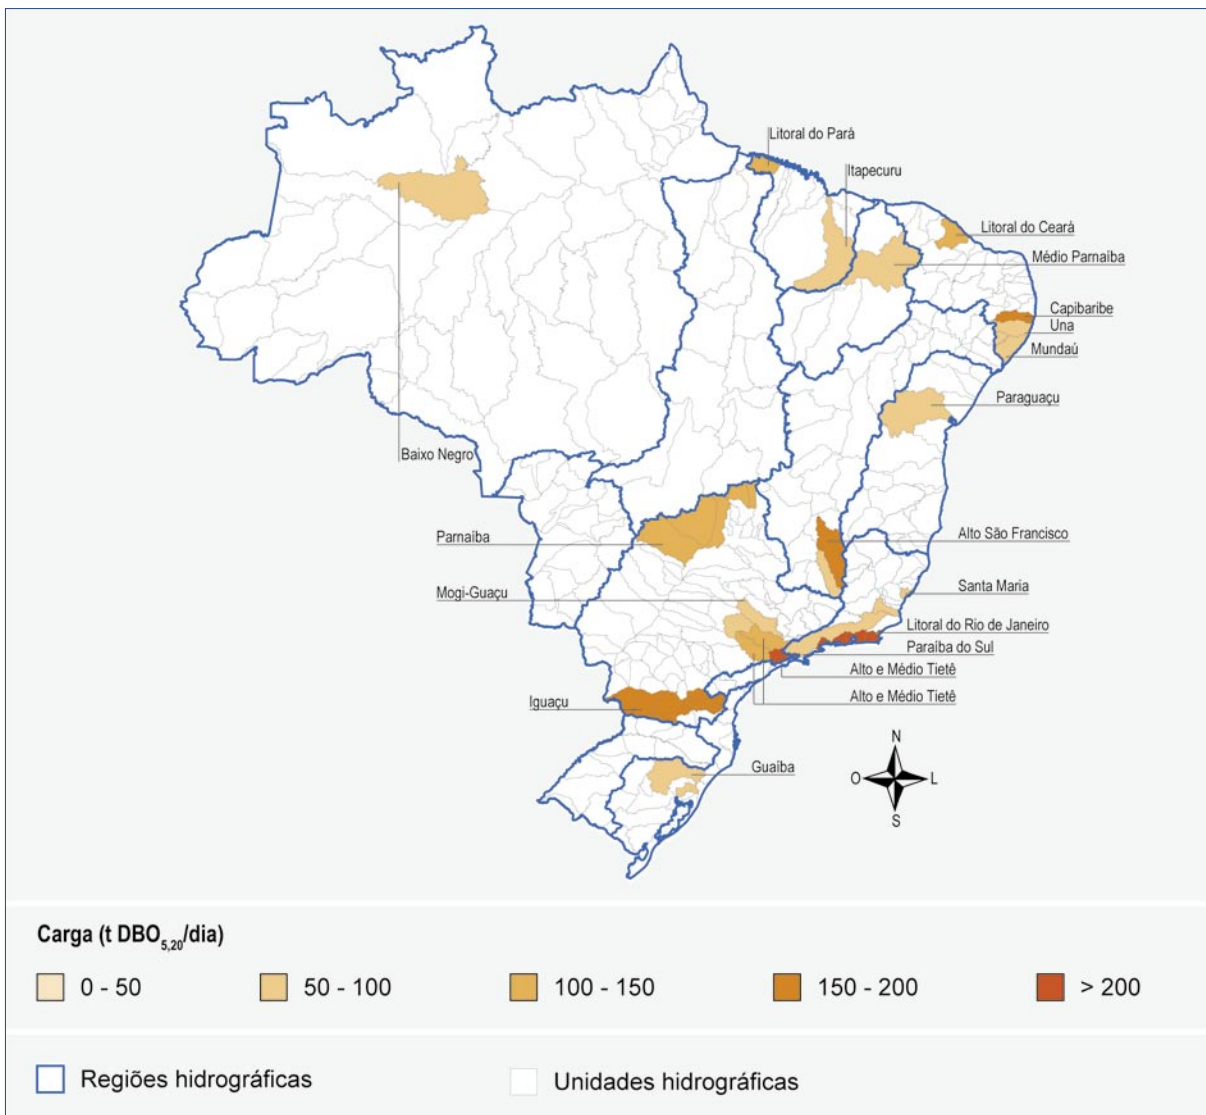 Litoral do Pará
Itapecuru
Litoral do Ceará
Médio Parnaíba
Capibaribe
Una
Mundaú
Paraguaçu
Baixo Negro
Alto São Francisco
Parnaíba
Mogi-Guaçu
Santa Maria
Litoral do Rio de Janeiro
Paraíba do Sul
Alto e Médio Tietê
Alto e Médio Tietê
Iguaçu
Guaíba
N
O L
S
Carga (t DBO5,20/dia)
0 - 50 50 - 100 100 - 150 150 - 200 > 200
Regiões hidrográficas Unidades hidrográficas